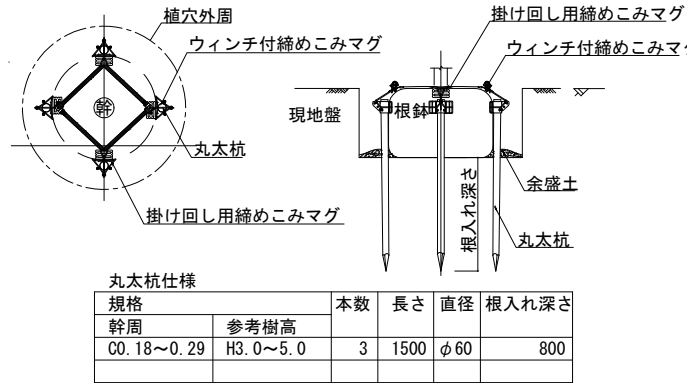 植穴外周
ウィンチ付締めこみマグ
幹
丸太杭
掛け回し用締めこみマグ
掛け回し用締めこみマグ
ウィンチ付締めこみマグ
現地盤
根鉢
余盛土
根入れ深さ
丸太杭
丸太杭仕様
規格 本数 長さ 直径 根入れ深さ
幹周 参考樹高
C0.18～0.29 H3.0～5.0 3 1500 φ60 800